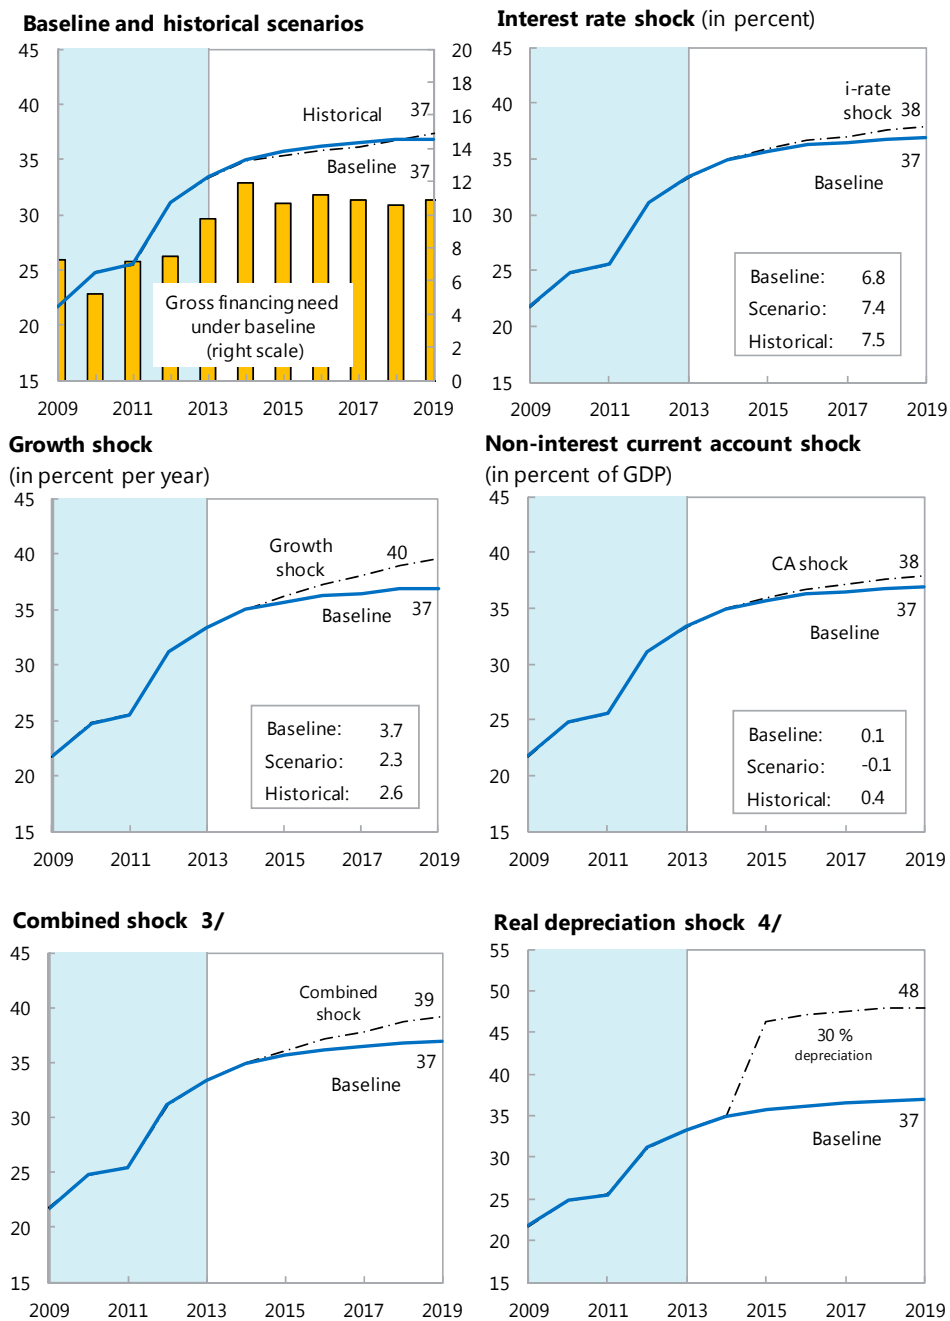 Baseline and historical scenarios
45
40
35
30
25
20
15
20
18
16
14
12
10
8
6
4
2
0
Historical
37
Baseline
37
Gross financing need
under baseline
(right scale)
2009
2011
2013
2015
2017
2019
Interest rate shock (in percent)
45
40
35
30
25
20
15
i-rate
shock
38
37
Baseline
Baseline: 6.8
Scenario: 7.4
Historical: 7.5
2009
2011
2013
2015
2017
2019
Growth shock
(in percent per year)
45
40
35
30
25
20
15
Growth
shock
40
Baseline
37
Baseline: 3.7
Scenario: 2.3
Historical: 2.6
2009
2011
2013
2015
2017
2019
Non-interest current account shock
(in percent of GDP)
45
40
35
30
25
20
15
CA shock
38
37
Baseline
Baseline: 0.1
Scenario: -0.1
Historical: 0.4
2009
2011
2013
2015
2017
2019
Combined shock 3/
45
40
35
30
25
20
15
Combined
shock
39
37
Baseline
2009
2011
2013
2015
2017
2019
Real depreciation shock 4/
55
50
45
40
35
30
25
20
15
48
30 %
depreciation
37
Baseline
2009
2011
2013
2015
2017
2019